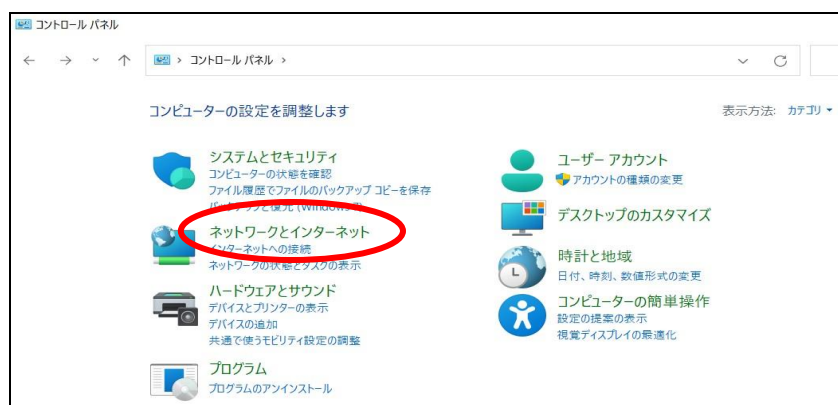 コントロール パネル
コントロール パネル
コンピューターの設定を調整します
表示方法: カテゴリ
システムとセキュリティ
コンピューターの状態を確認
ファイル履歴でファイルのバックアップ コピーを保存
バックアップと復元 (Windows
ネットワークとインターネット
インターネットへの接続
ネットワークの状態とタスクの表示
ハードウェアとサウンド
デバイスとプリンターの表示
デバイスの追加
共通で使うモビリティ設定の調整
プログラム
プログラムのアンインストール
ユーザー アカウント
アカウントの種類の変更
デスクトップのカスタマイズ
時計と地域
日付、時刻、数値形式の変更
コンピューターの簡単操作
設定の提案の表示
視覚ディスプレイの最適化